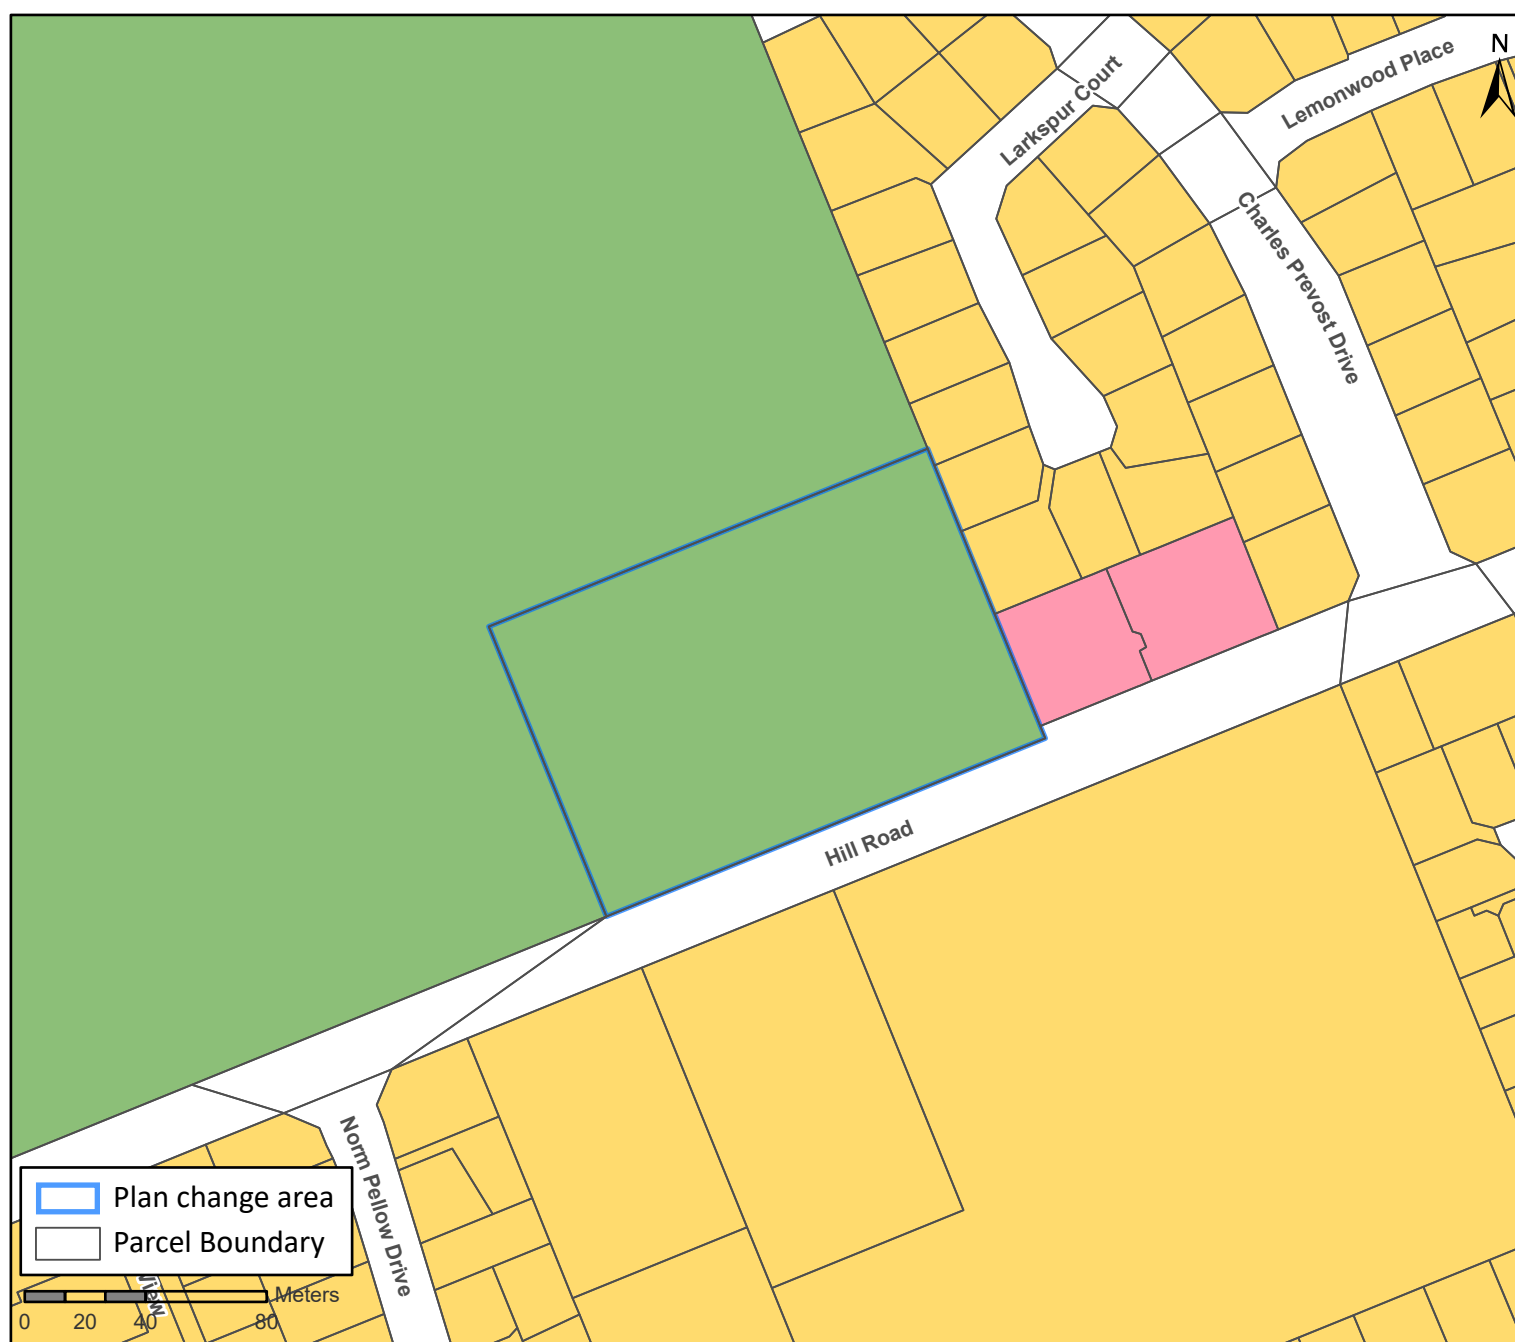 N
Lemonwood Place
Larkspur Court
Charles Prevost Drive
Hill Road
Norm Pellow Drive
Plan change area
Parcel Boundary
View
Meters
0 20 40 80